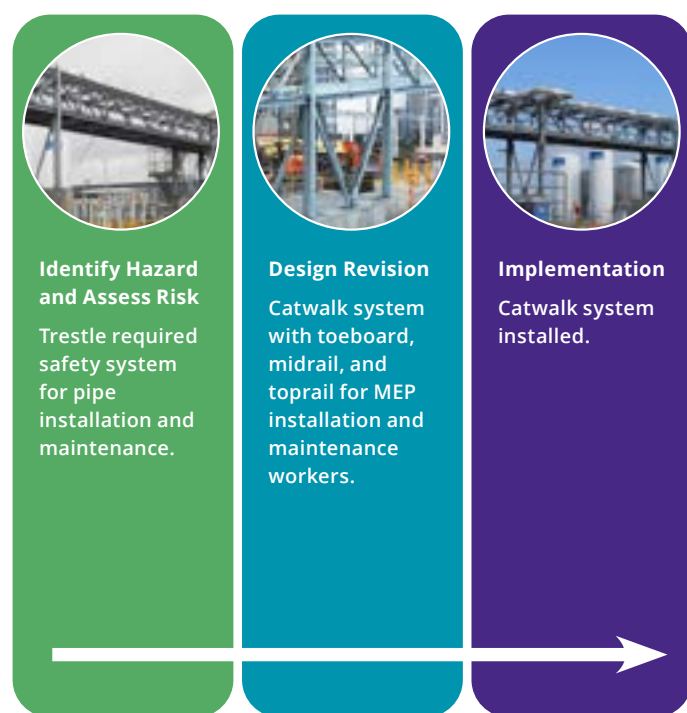 Identify Hazard
and Assess Risk
Trestle required
safety system
for pipe
installation and
maintenance.
Design Revision
Catwalk system
with toeboard,
midrail, and
toprail for MEP
installation and
maintenance
workers.
Implementation
Catwalk system
installed.